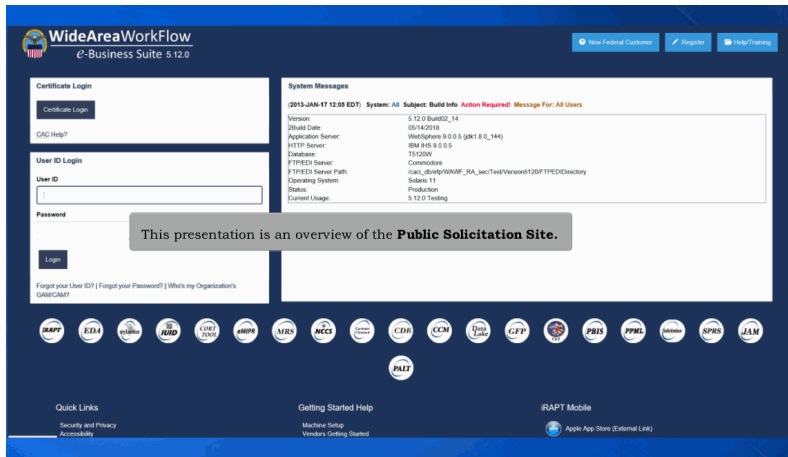 WideAreaWorkFlow
e-Business Suite 5.12.0
New Federal Customer
Register
Help/Training
Certificate Login
Certificate Login
CAC Help?
User ID Login
User ID
Password
Login
Forgot your User ID? | Forgot your Password? | Who's my Organization's
GAM/CAM?
System Messages
(2013-JAN-17 12:05 EDT) System: All Subject: Build Info Action Required! Message For: All Users
Version: 5.12.0 Build02_14
2Build Date: 05/14/2018
Application Server: WebSphere 9.0.0.5 (jdk1.8.0_144)
HTTP Server: IBM IHS 9.0.0.5
Database: T5120W
FTP/EDI Server: Commodore
FTP/EDI Server Path: /caci_db/efp/WAWF_RA_sec/Test/Version5120/FTPEDIDirectory
Operating System: Solaris 11
Status: Production
Current Usage: 5.12.0 Testing
This presentation is an overview of the Public Solicitation Site.
iRAPT
EDA
myInvoice
IUID
CORT TOOL
eMIPR
MRS
NCCS
CDR
CCM
Data Lake
GFP
PBIS
PPML
SPRS
JAM
PALT
Quick Links
Security and Privacy
Accessibility
Getting Started Help
Machine Setup
Vendors Getting Started
iRAPT Mobile
Apple App Store (External Link)